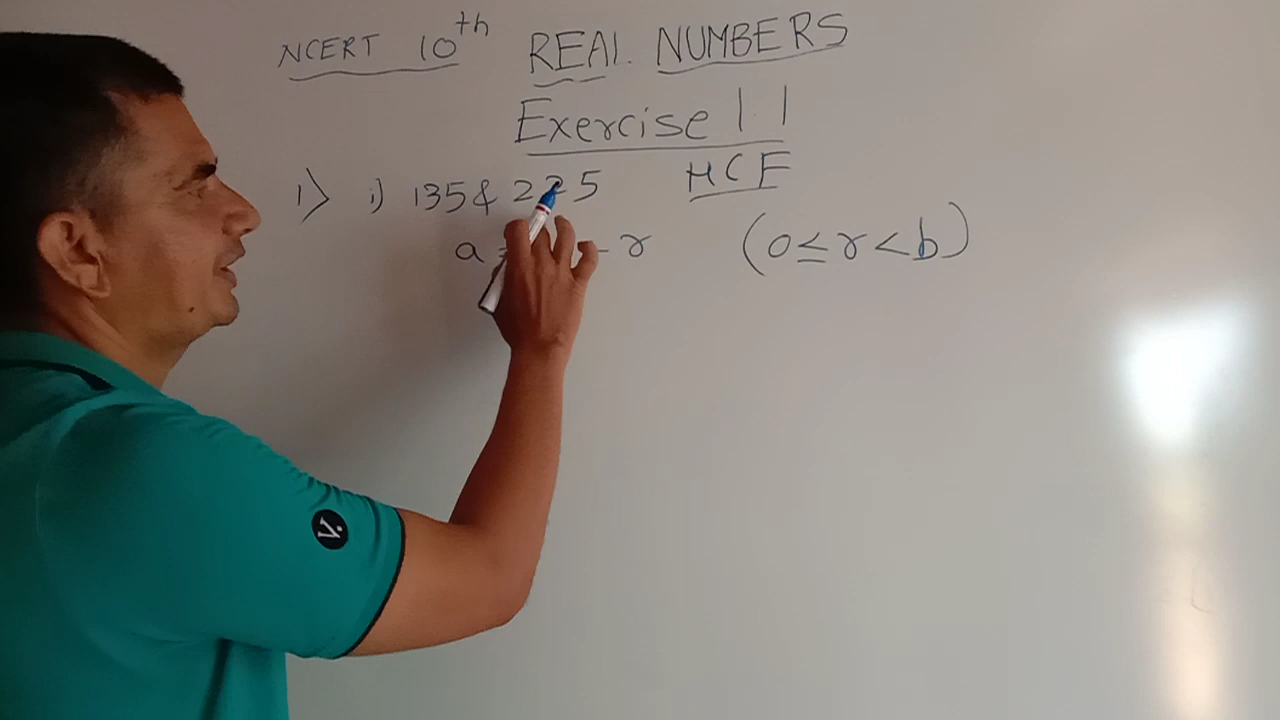 NCERT 10th REAL NUMBERS
Exercise 1.1
1) i) 135 & 225 HCF
a = - r (0 ≤ r < b)
V.